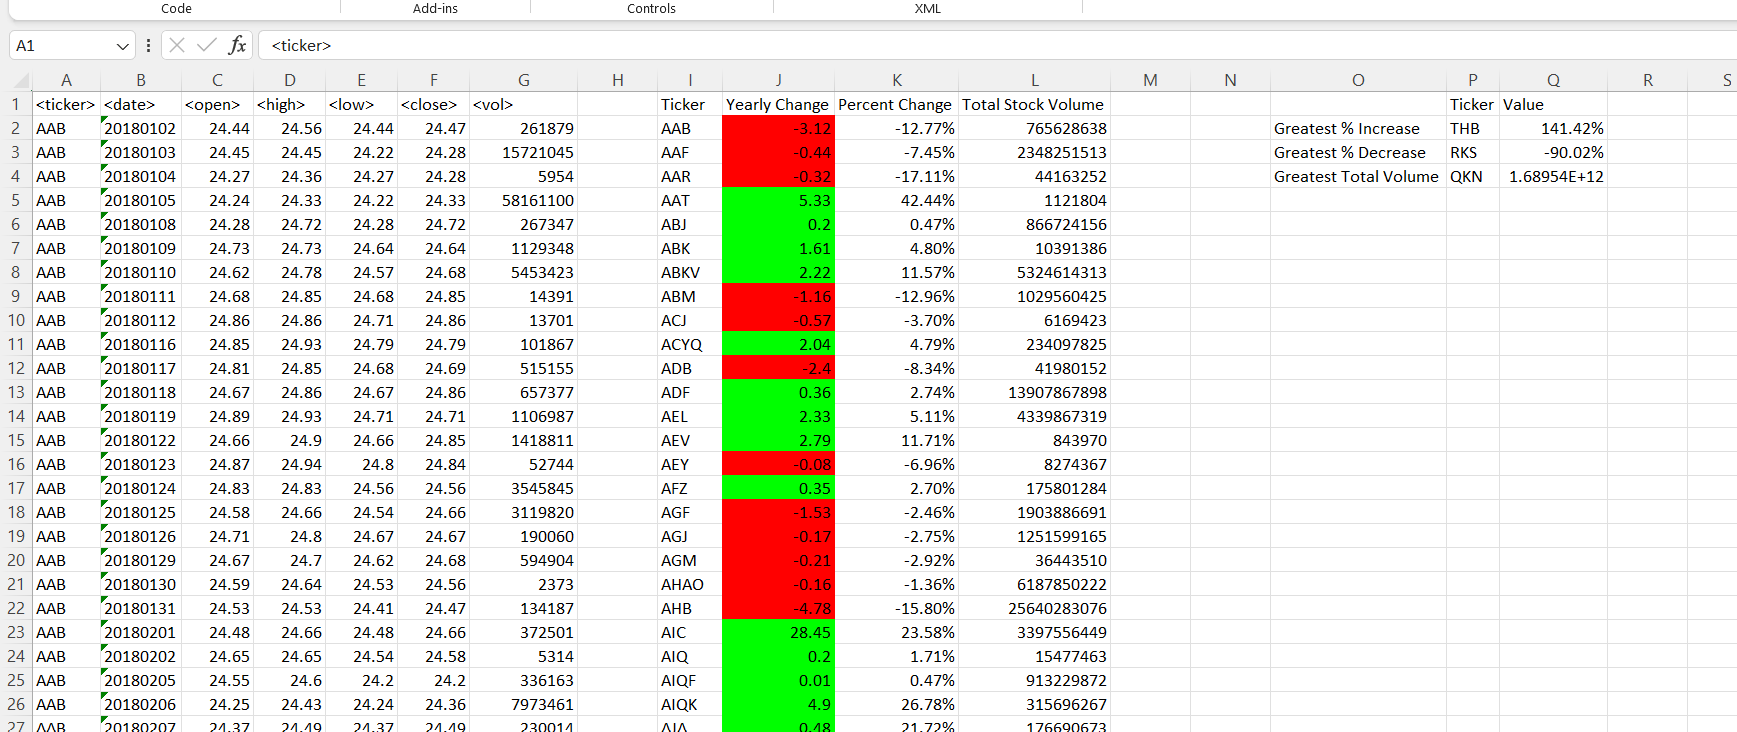 Code Add-ins Controls XML
A1 fx <ticker>
A B C D E F G H I J K L M N O P Q R S
1 <ticker> <date> <open> <high> <low> <close> <vol> Ticker Yearly Change Percent Change Total Stock Volume Ticker Value
2 AAB 20180102 24.44 24.56 24.44 24.47 261879 AAB -3.12 -12.77% 765628638 Greatest % Increase THB 141.42%
3 AAB 20180103 24.45 24.45 24.22 24.28 15721045 AAF -0.44 -7.45% 2348251513 Greatest % Decrease RKS -90.02%
4 AAB 20180104 24.27 24.36 24.27 24.28 5954 AAR -0.32 -17.11% 44163252 Greatest Total Volume QKN 1.68954E+12
5 AAB 20180105 24.24 24.33 24.22 24.33 58161100 AAT 5.33 42.44% 1121804
6 AAB 20180108 24.28 24.72 24.28 24.72 267347 ABJ 0.2 0.47% 866724156
7 AAB 20180109 24.73 24.73 24.64 24.64 1129348 ABK 1.61 4.80% 10391386
8 AAB 20180110 24.62 24.78 24.57 24.68 5453423 ABKV 2.22 11.57% 5324614313
9 AAB 20180111 24.68 24.85 24.68 24.85 14391 ABM -1.16 -12.96% 1029560425
10 AAB 20180112 24.86 24.86 24.71 24.86 13701 ACJ -0.57 -3.70% 6169423
11 AAB 20180116 24.85 24.93 24.79 24.79 101867 ACYQ 2.04 4.79% 234097825
12 AAB 20180117 24.81 24.85 24.68 24.69 515155 ADB -2.4 -8.34% 41980152
13 AAB 20180118 24.67 24.86 24.67 24.86 657377 ADF 0.36 2.74% 13907867898
14 AAB 20180119 24.89 24.93 24.71 24.71 1106987 AEL 2.33 5.11% 4339867319
15 AAB 20180122 24.66 24.9 24.66 24.85 1418811 AEV 2.79 11.71% 843970
16 AAB 20180123 24.87 24.94 24.8 24.84 52744 AEY -0.08 -6.96% 8274367
17 AAB 20180124 24.83 24.83 24.56 24.56 3545845 AFZ 0.35 2.70% 175801284
18 AAB 20180125 24.58 24.66 24.54 24.66 3119820 AGF -1.53 -2.46% 1903886691
19 AAB 20180126 24.71 24.8 24.67 24.67 190060 AGJ -0.17 -2.75% 1251599165
20 AAB 20180129 24.67 24.7 24.62 24.68 594904 AGM -0.21 -2.92% 36443510
21 AAB 20180130 24.59 24.64 24.53 24.56 2373 AHAO -0.16 -1.36% 6187850222
22 AAB 20180131 24.53 24.53 24.41 24.47 134187 AHB -4.78 -15.80% 25640283076
23 AAB 20180201 24.48 24.66 24.48 24.66 372501 AIC 28.45 23.58% 3397556449
24 AAB 20180202 24.65 24.65 24.54 24.58 5314 AIQ 0.2 1.71% 15477463
25 AAB 20180205 24.55 24.6 24.2 24.2 336163 AIQF 0.01 0.47% 913229872
26 AAB 20180206 24.25 24.43 24.24 24.36 7973461 AIQK 4.9 26.78% 315696267
27 AAB 20180207 24.37 24.49 24.37 24.49 230014 AJA 0.48 21.72% 176690673